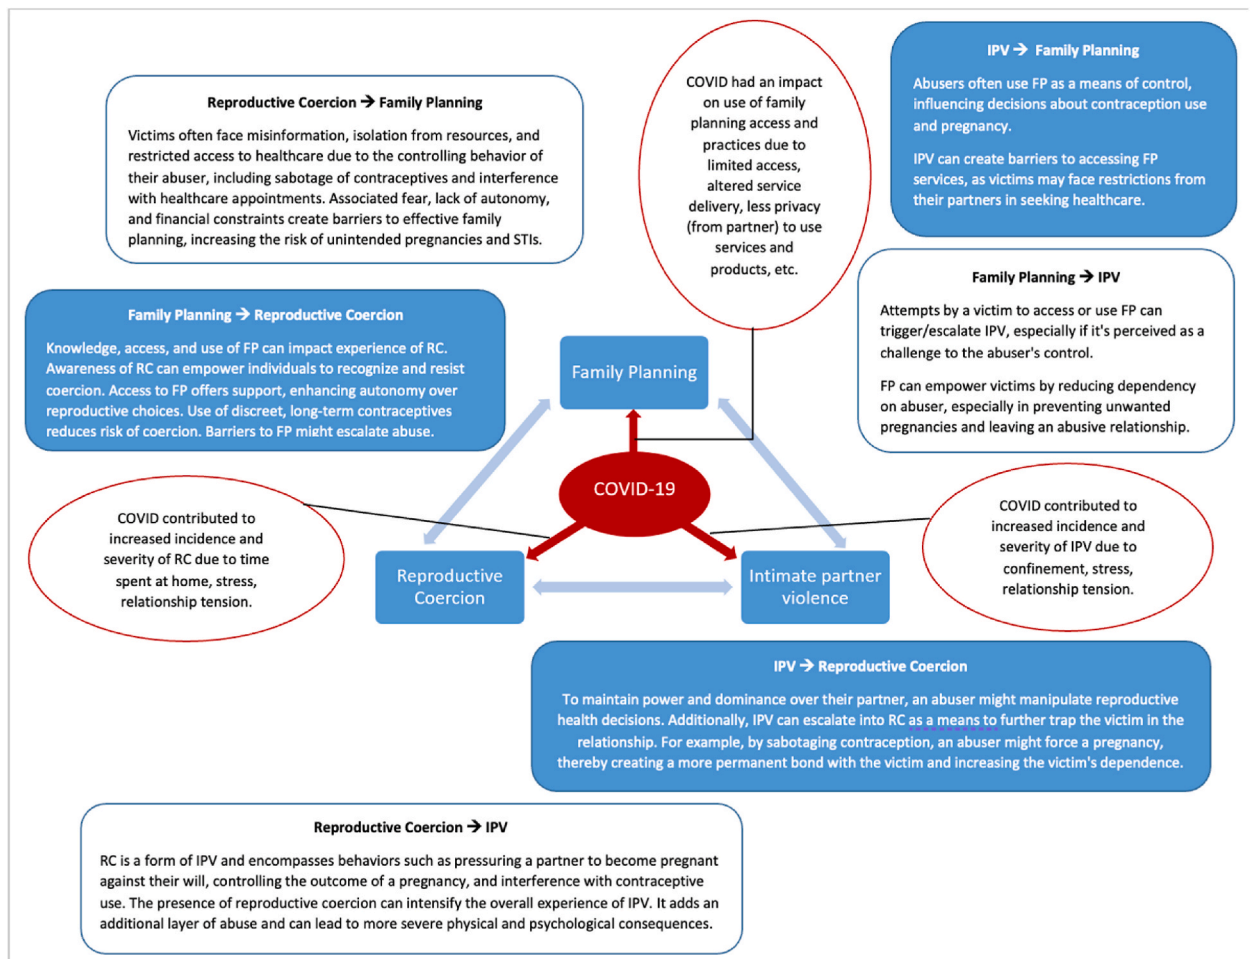 Reproductive Coercion → Family Planning
Victims often face misinformation, isolation from resources, and
restricted access to healthcare due to the controlling behavior of
their abuser, including sabotage of contraceptives and interference
with healthcare appointments. Associated fear, lack of autonomy,
and financial constraints create barriers to effective family
planning, increasing the risk of unintended pregnancies and STIs.
COVID had an impact
on use of family
planning access and
practices due to
limited access,
altered service
delivery, less privacy
(from partner) to use
services and
products, etc.
IPV → Family Planning
Abusers often use FP as a means of control,
influencing decisions about contraception use
and pregnancy.
IPV can create barriers to accessing FP
services, as victims may face restrictions from
their partners in seeking healthcare.
Family Planning → IPV
Attempts by a victim to access or use FP can
trigger/escalate IPV, especially if it's perceived as a
challenge to the abuser's control.
FP can empower victims by reducing dependency
on abuser, especially in preventing unwanted
pregnancies and leaving an abusive relationship.
Family Planning → Reproductive Coercion
Knowledge, access, and use of FP can impact experience of RC.
Awareness of RC can empower individuals to recognize and resist
coercion. Access to FP offers support, enhancing autonomy over
reproductive choices. Use of discreet, long-term contraceptives
reduces risk of coercion. Barriers to FP might escalate abuse.
Family Planning
COVID-19
COVID contributed to
increased incidence and
severity of RC due to time
spent at home, stress,
relationship tension.
Reproductive
Coercion
Intimate partner
violence
COVID contributed to
increased incidence and
severity of IPV due to
confinement, stress,
relationship tension.
IPV → Reproductive Coercion
To maintain power and dominance over their partner, an abuser might manipulate reproductive
health decisions. Additionally, IPV can escalate into RC as a means to further trap the victim in the
relationship. For example, by sabotaging contraception, an abuser might force a pregnancy,
thereby creating a more permanent bond with the victim and increasing the victim's dependence.
Reproductive Coercion → IPV
RC is a form of IPV and encompasses behaviors such as pressuring a partner to become pregnant
against their will, controlling the outcome of a pregnancy, and interference with contraceptive
use. The presence of reproductive coercion can intensify the overall experience of IPV. It adds an
additional layer of abuse and can lead to more severe physical and psychological consequences.